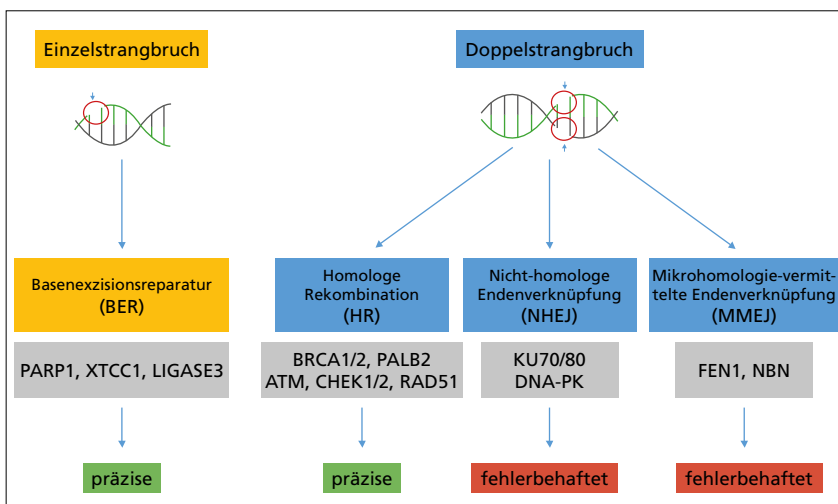 Einzelstrangbruch
Doppelstrangbruch
Basenexzisionsreparatur
(BER)
Homologe
Rekombination
(HR)
Nicht-homologe
Endenverknüpfung
(NHEJ)
Mikrohomologie-vermit-
telte Endenverknüpfung
(MMEJ)
PARP1, XTCC1, LIGASE3
BRCA1/2, PALB2
ATM, CHEK1/2, RAD51
KU70/80
DNA-PK
FEN1, NBN
präzise
präzise
fehlerbehaftet
fehlerbehaftet